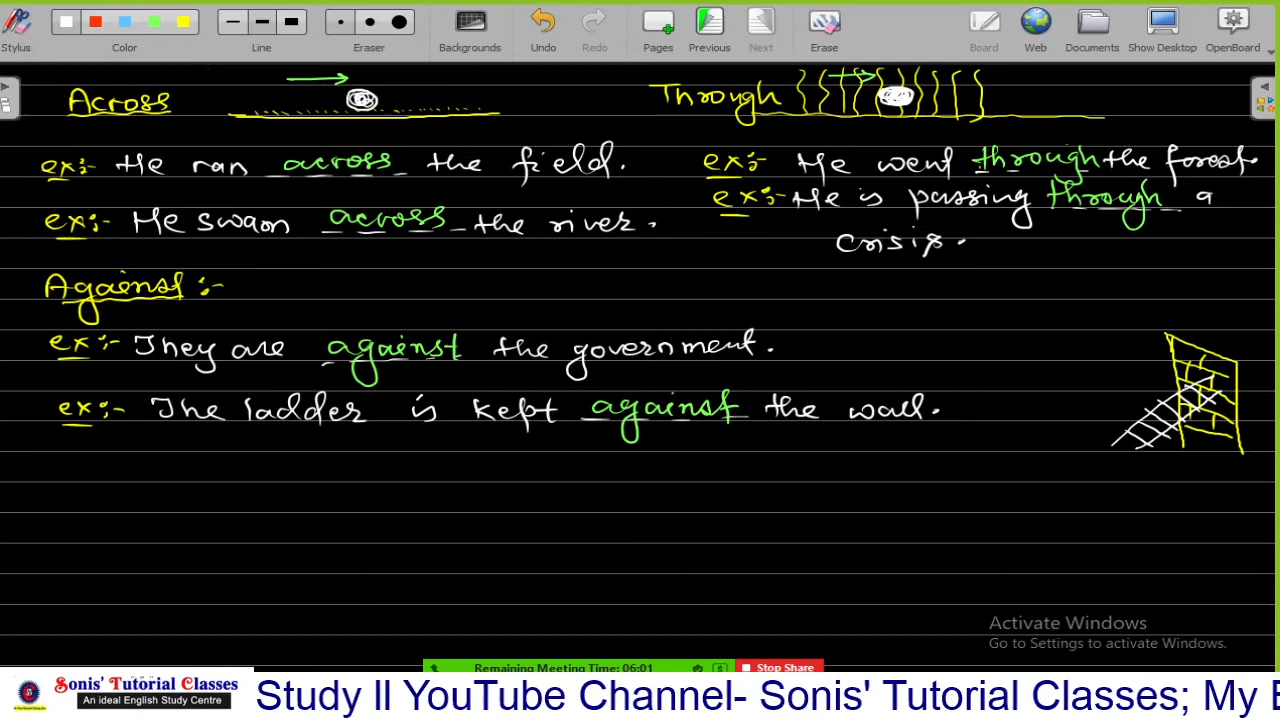 Stylus
Color
Line
Eraser
Backgrounds
Undo
Redo
Pages
Previous
Next
Erase
Board
Web
Documents
Show Desktop
OpenBoard
Across
Through
ex:- He ran across the field.
ex:- He went through the forest.
ex:- He is passing through a
crisis.
ex:- He swam across the river.
Against :-
ex:- They are against the government.
ex:- The ladder is kept against the wall.
Activate Windows
Go to Settings to activate Windows.
Remaining Meeting Time: 06:01
Stop Share
Sonis' Tutorial Classes
An ideal English Study Centre
Study ll YouTube Channel- Sonis' Tutorial Classes; My E